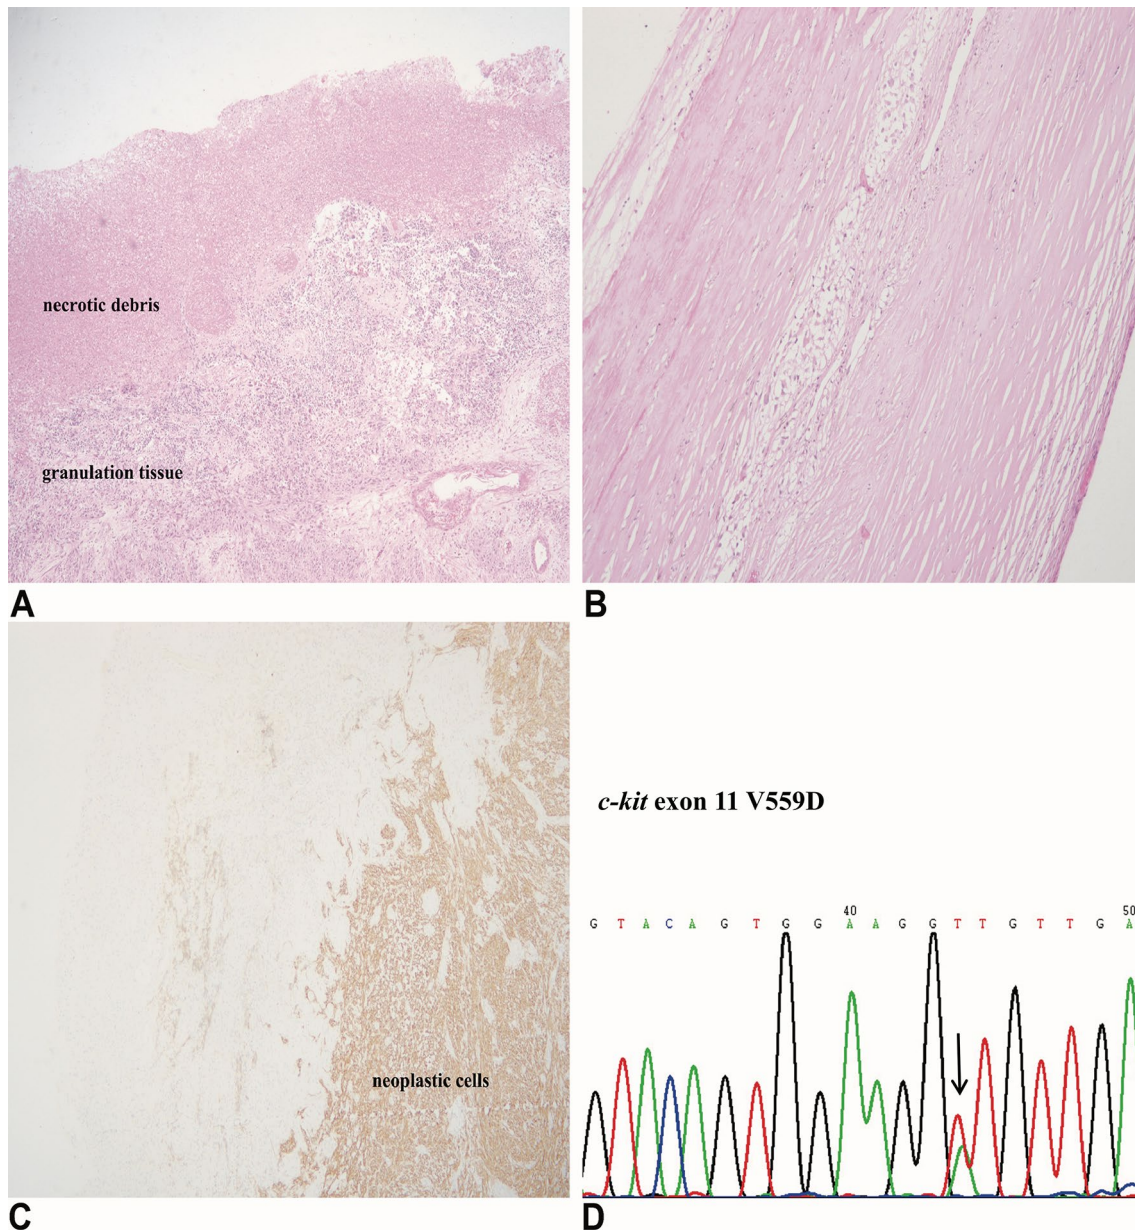 necrotic debris
granulation tissue
A
B
neoplastic cells
C
c-kit exon 11 V559D
40 50
G T A C A G T G G A A G G T T G T T G A
D